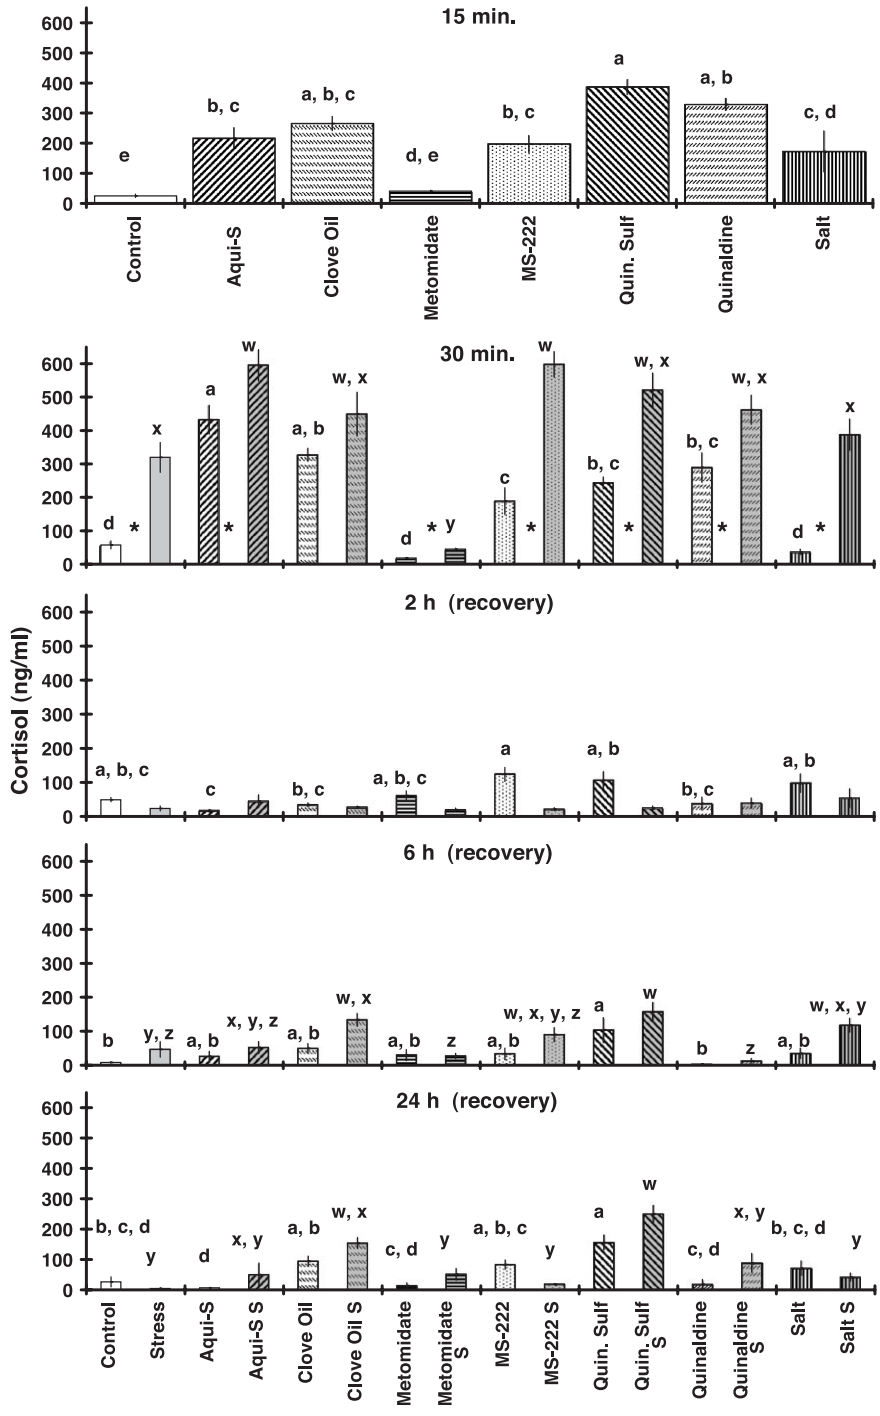 15 min.
600
500
400
300
200
100
0
e
b, c
a, b, c
d, e
b, c
a
a, b
c, d
Control
Aqui-S
Clove Oil
Metomidate
MS-222
Quin. Sulf
Quinaldine
Salt
30 min.
600
500
400
300
200
100
0
d
*
x
a
*
w
a, b
w, x
d
*
y
c
*
w
b, c
*
w, x
b, c
*
w, x
d
*
x
Cortisol (ng/ml)
2 h (recovery)
600
500
400
300
200
100
0
a, b, c
c
b, c
a, b, c
a
a, b
b, c
a, b
6 h (recovery)
600
500
400
300
200
100
0
b
y, z
a, b
x, y, z
a, b
w, x
a, b
z
a, b
w, x, y, z
a
w
b
z
a, b
w, x, y
24 h (recovery)
600
500
400
300
200
100
0
b, c, d
y
d
x, y
a, b
w, x
c, d
y
a, b, c
y
a
w
c, d
x, y
b, c, d
y
Control
Stress
Aqui-S
Aqui-S S
Clove Oil
Clove Oil S
Metomidate
Metomidate
S
MS-222
MS-222 S
Quin. Sulf
Quin. Sulf
S
Quinaldine
Quinaldine
S
Salt
Salt S